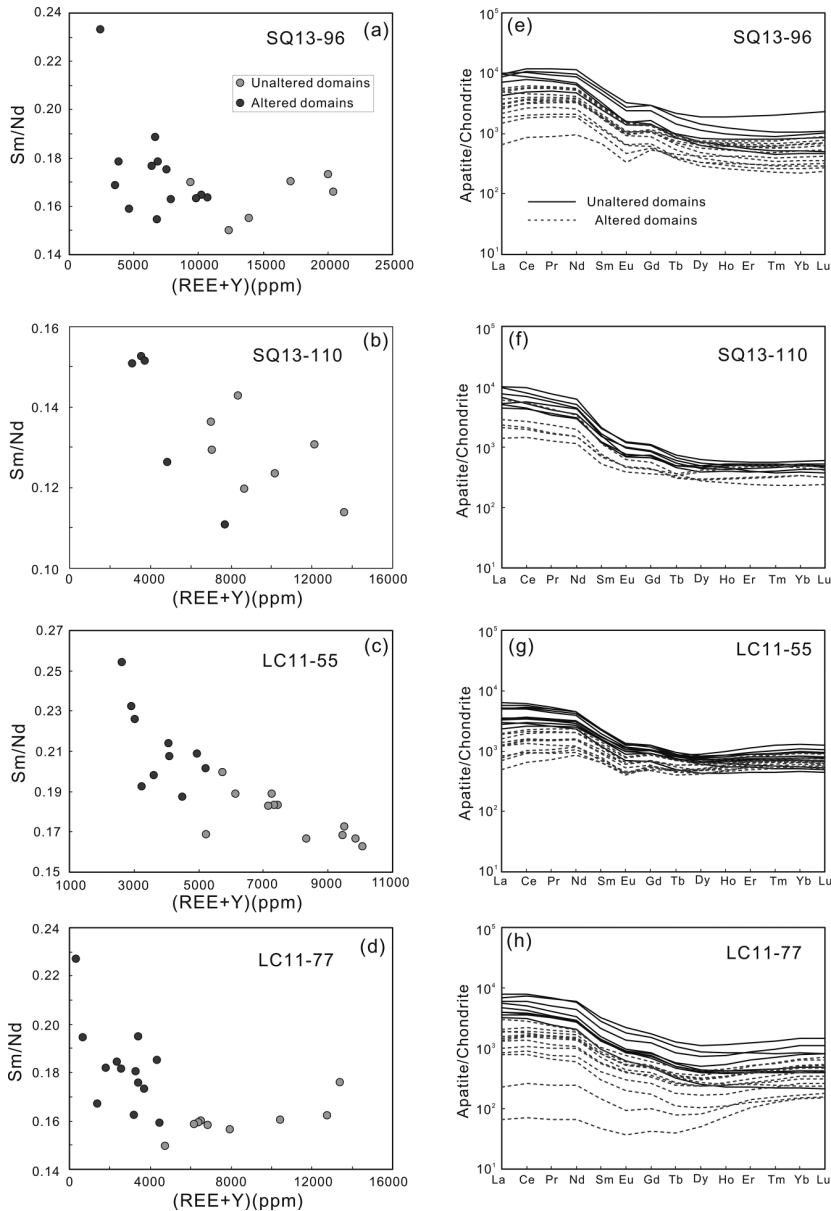 (a)
SQ13-96
Unaltered domains
Altered domains
0.24
0.22
0.20
0.18
0.16
0.14
Sm/Nd
0 5000 10000 15000 20000 25000
(REE+Y)(ppm)
(e)
SQ13-96
10^5
10^4
10^3
10^2
10^1
Apatite/Chondrite
Unaltered domains
Altered domains
La Ce Pr Nd Sm Eu Gd Tb Dy Ho Er Tm Yb Lu
(b)
SQ13-110
0.16
0.14
0.12
0.10
Sm/Nd
0 4000 8000 12000 16000
(REE+Y)(ppm)
(f)
SQ13-110
10^5
10^4
10^3
10^2
10^1
Apatite/Chondrite
La Ce Pr Nd Sm Eu Gd Tb Dy Ho Er Tm Yb Lu
(c)
LC11-55
0.27
0.25
0.23
0.21
0.19
0.17
0.15
Sm/Nd
1000 3000 5000 7000 9000 11000
(REE+Y)(ppm)
(g)
LC11-55
10^5
10^4
10^3
10^2
10^1
Apatite/Chondrite
La Ce Pr Nd Sm Eu Gd Tb Dy Ho Er Tm Yb Lu
(d)
LC11-77
0.24
0.22
0.20
0.18
0.16
0.14
Sm/Nd
0 4000 8000 12000 16000
(REE+Y)(ppm)
(h)
LC11-77
10^5
10^4
10^3
10^2
10^1
Apatite/Chondrite
La Ce Pr Nd Sm Eu Gd Tb Dy Ho Er Tm Yb Lu